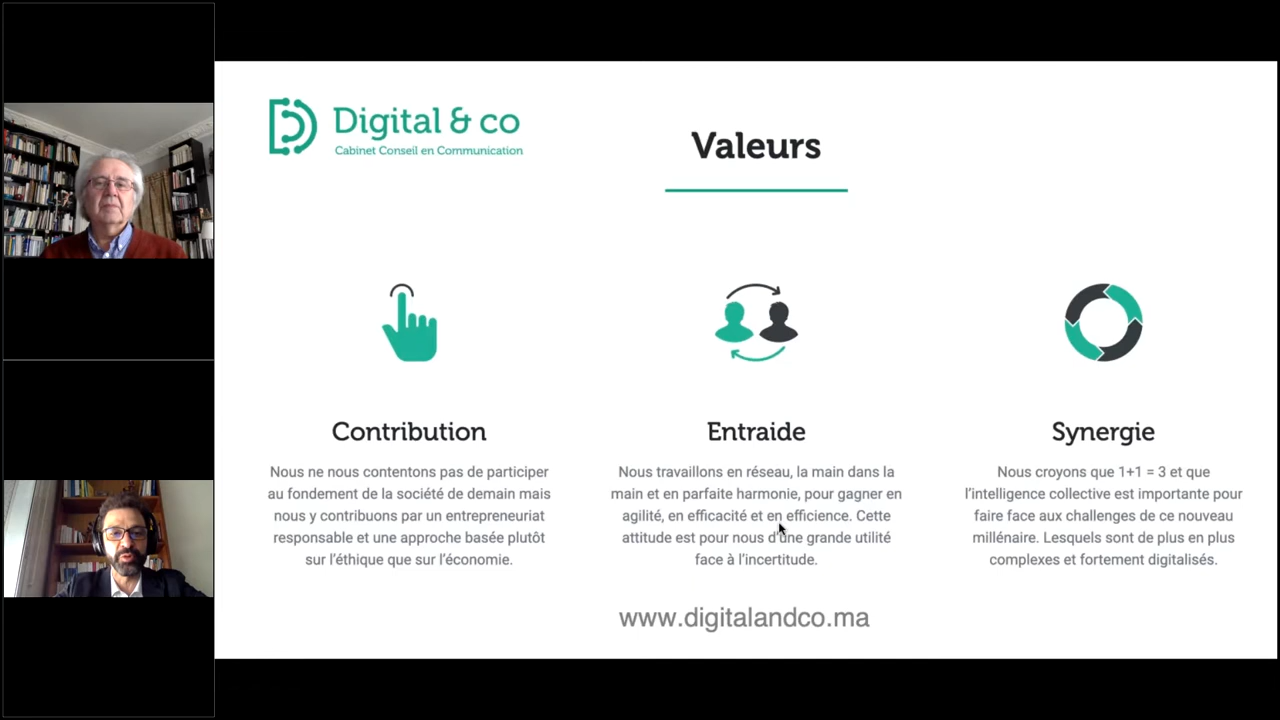 Digital & co
Cabinet Conseil en Communication
Valeurs
Contribution
Nous ne nous contentons pas de participer
au fondement de la société de demain mais
nous y contribuons par un entrepreneuriat
responsable et une approche basée plutôt
sur l’éthique que sur l’économie.
Entraide
Nous travaillons en réseau, la main dans la
main et en parfaite harmonie, pour gagner en
agilité, en efficacité et en efficience. Cette
attitude est pour nous d’une grande utilité
face à l’incertitude.
Synergie
Nous croyons que 1+1 = 3 et que
l’intelligence collective est importante pour
faire face aux challenges de ce nouveau
millénaire. Lesquels sont de plus en plus
complexes et fortement digitalisés.
www.digitalandco.ma